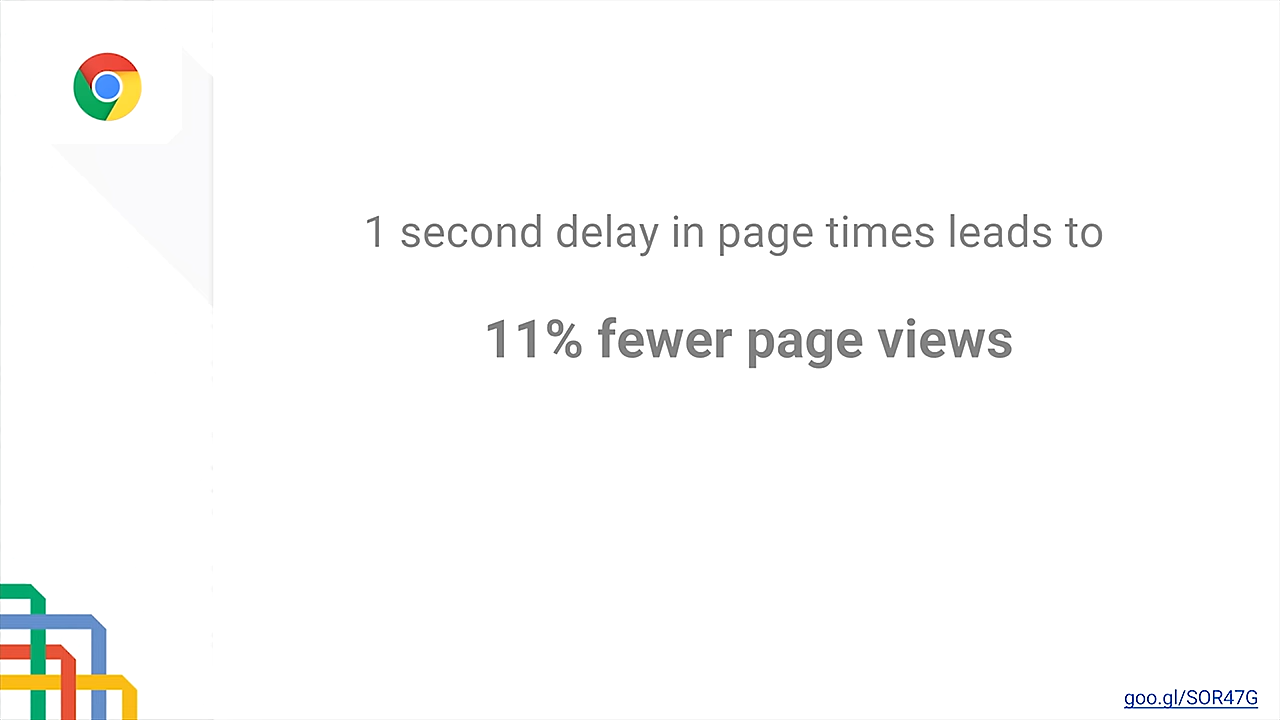 1 second delay in page times leads to
11% fewer page views
goo.gl/SOR47G